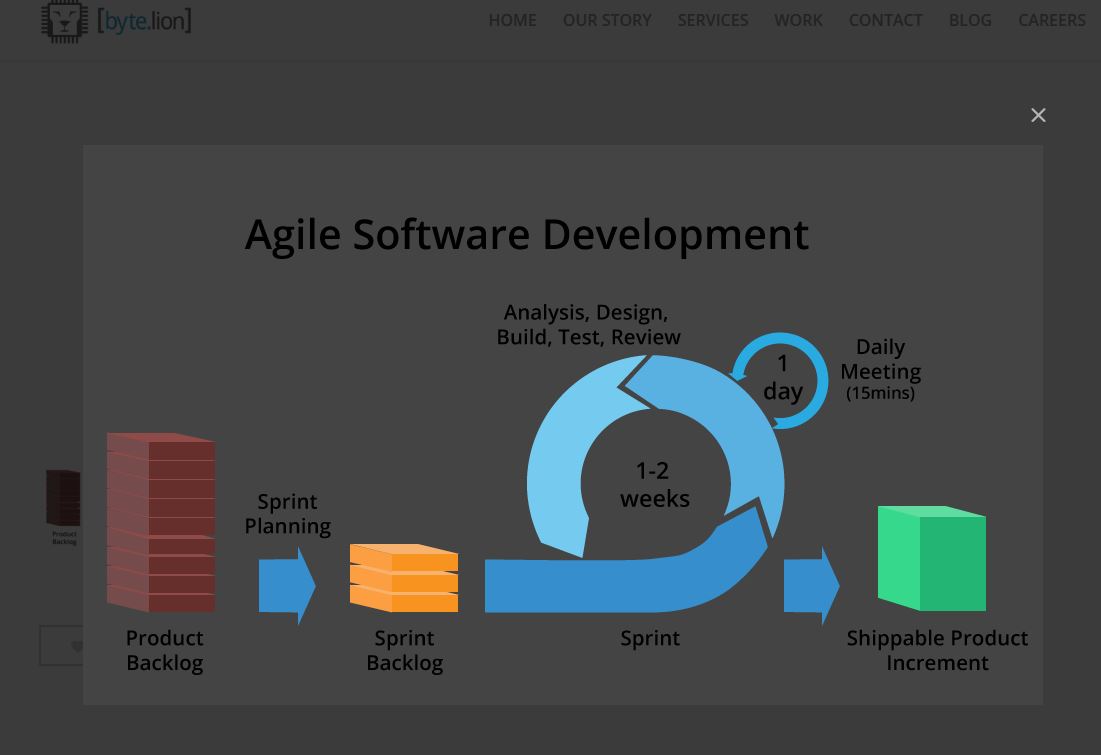 [byte.lion]
HOME OUR STORY SERVICES WORK CONTACT BLOG CAREERS
×
Agile Software Development
Analysis, Design,
Build, Test, Review
1
day
Daily
Meeting
(15mins)
1-2
weeks
Sprint
Planning
Product
Backlog
Product
Backlog
Sprint
Backlog
Sprint
Shippable Product
Increment